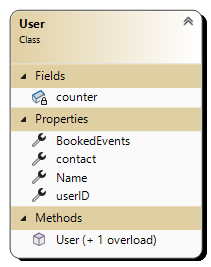 User
Class
Fields
counter
Properties
BookedEvents
contact
Name
userID
Methods
User (+ 1 overload)